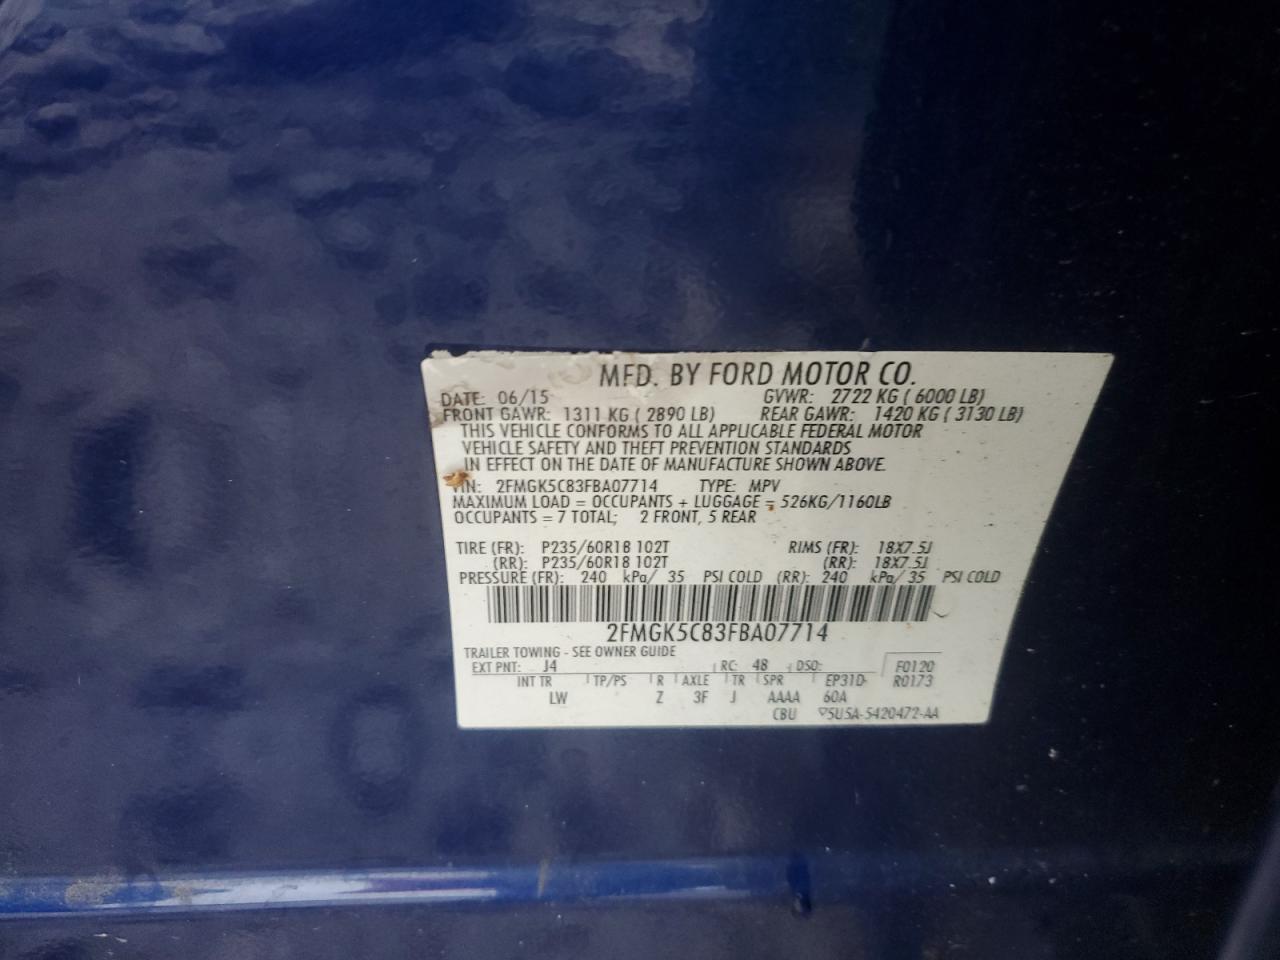 MFD. BY FORD MOTOR CO.
DATE: 06/15 GVWR: 2722 KG ( 6000 LB)
FRONT GAWR: 1311 KG ( 2890 LB) REAR GAWR: 1420 KG ( 3130 LB)
THIS VEHICLE CONFORMS TO ALL APPLICABLE FEDERAL MOTOR
VEHICLE SAFETY AND THEFT PREVENTION STANDARDS
IN EFFECT ON THE DATE OF MANUFACTURE SHOWN ABOVE.
VIN: 2FMGK5C83FBA07714 TYPE: MPV
MAXIMUM LOAD = OCCUPANTS + LUGGAGE = 526KG/1160LB
OCCUPANTS = 7 TOTAL; 2 FRONT, 5 REAR
TIRE (FR): P235/60R18 102T RIMS (FR): 18X7.5J
(RR): P235/60R18 102T (RR): 18X7.5J
PRESSURE (FR): 240 kPa/ 35 PSI COLD (RR): 240 kPa/ 35 PSI COLD
2FMGK5C83FBA07714
TRAILER TOWING - SEE OWNER GUIDE
EXT PNT: J4 RC: 48 DSO: F0120
INT TR TP/PS R AXLE TR SPR EP31D- R0173
LW Z 3F J AAAA 60A
CBU 5U5A-5420472-AA